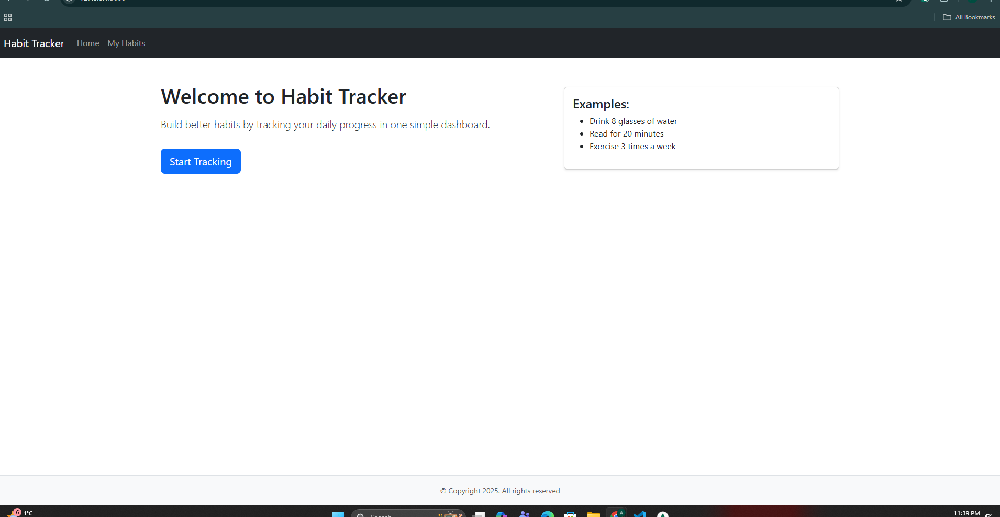 All Bookmarks
Habit Tracker Home My Habits
Welcome to Habit Tracker
Build better habits by tracking your daily progress in one simple dashboard.
Start Tracking
Examples:
Drink 8 glasses of water
Read for 20 minutes
Exercise 3 times a week
© Copyright 2025. All rights reserved
6 1°C
Search
A
11:39 PM